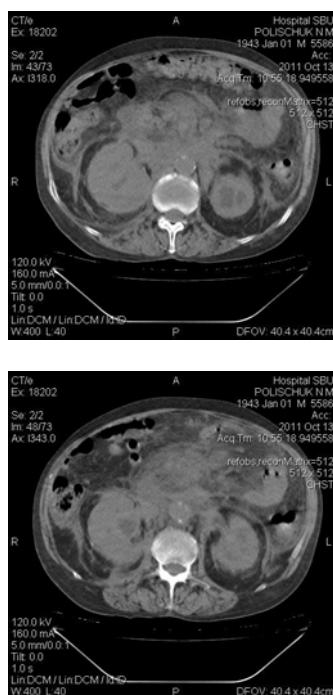 CT/e
Ex: 18202
Se: 2/2
Im: 43/73
Ax: I318.0
A
Hospital SBU
POLISCHUK N M
1943 Jan 01 M 5586
Acc:
2011 Oct 13
Acq Tm: 10:55:18.949558
refobs,reconMatrix=512
512 x 512
CHST
R
L
120.0 kV
160.0 mA
5.0 mm/0.0:1
Tilt: 0.0
1.0 s
Lin:DCM / Lin:DCM / Id:ID
W:400 L:40
P
DFOV: 40.4 x 40.4cm
CT/e
Ex: 18202
Se: 2/2
Im: 48/73
Ax: I343.0
A
Hospital SBU
POLISCHUK N M
1943 Jan 01 M 5586
Acc:
2011 Oct 13
Acq Tm: 10:55:18.949558
refobs,reconMatrix=512
512 x 512
CHST
R
L
120.0 kV
160.0 mA
5.0 mm/0.0:1
Tilt: 0.0
1.0 s
Lin:DCM / Lin:DCM / Id:ID
W:400 L:40
P
DFOV: 40.4 x 40.4cm